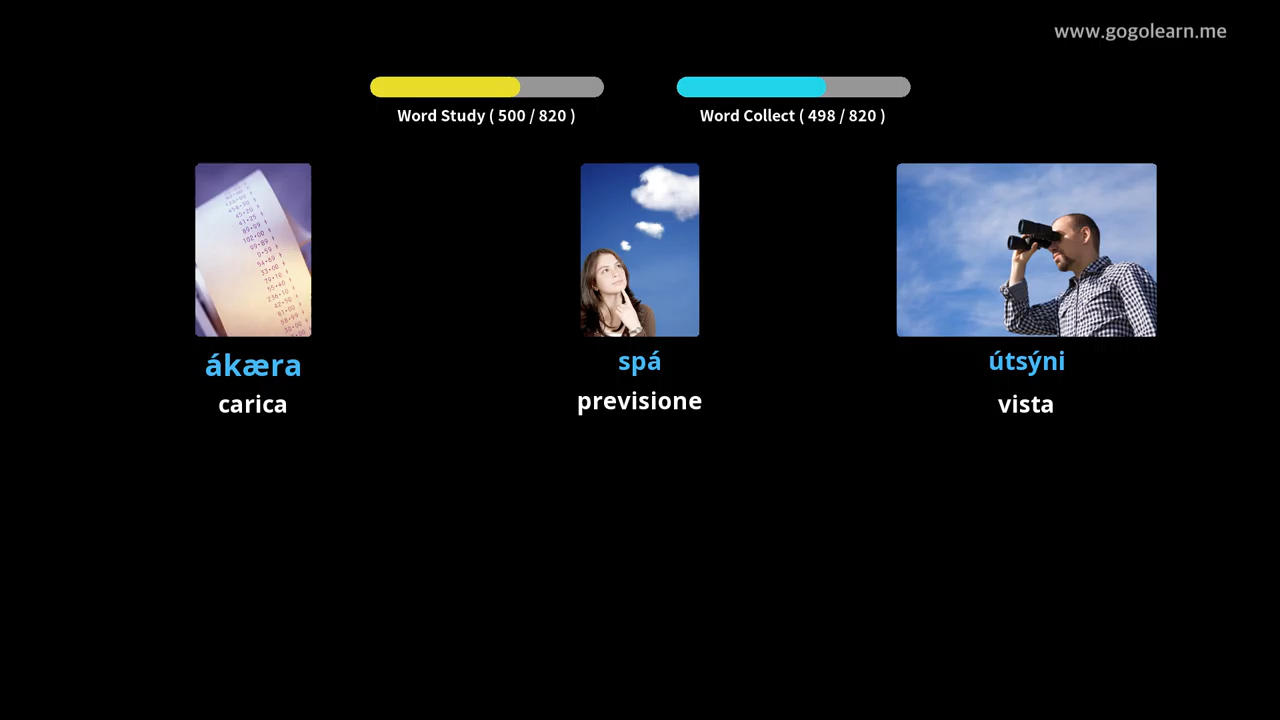 www.gogolearn.me
Word Study ( 500 / 820 )
Word Collect ( 498 / 820 )
ákæra
spá
útsýni
carica
previsione
vista